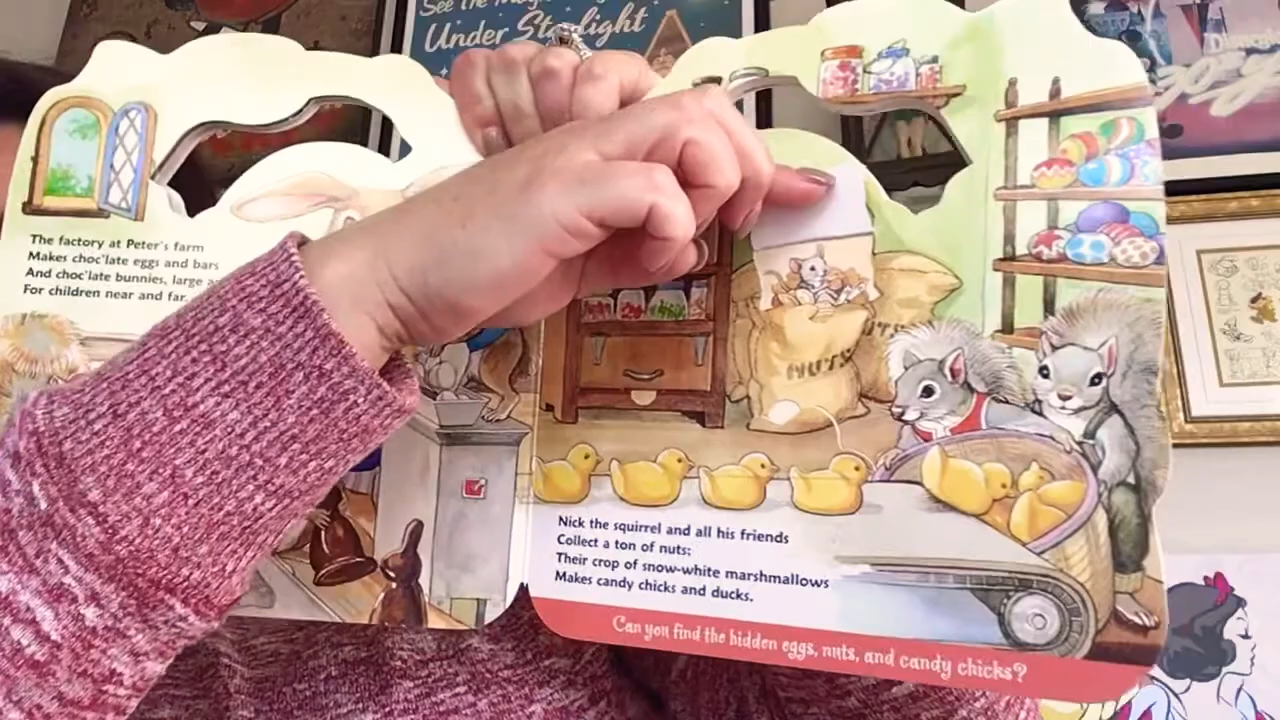 See the
Under Starlight
Disneyland
The factory at Peter's farm
Makes choc'late eggs and bars
And choc'late bunnies, large
For children near and far.
NUTS
Nick the squirrel and all his friends
Collect a ton of nuts;
Their crop of snow-white marshmallows
Makes candy chicks and ducks.
Can you find the hidden eggs, nuts, and candy chicks?